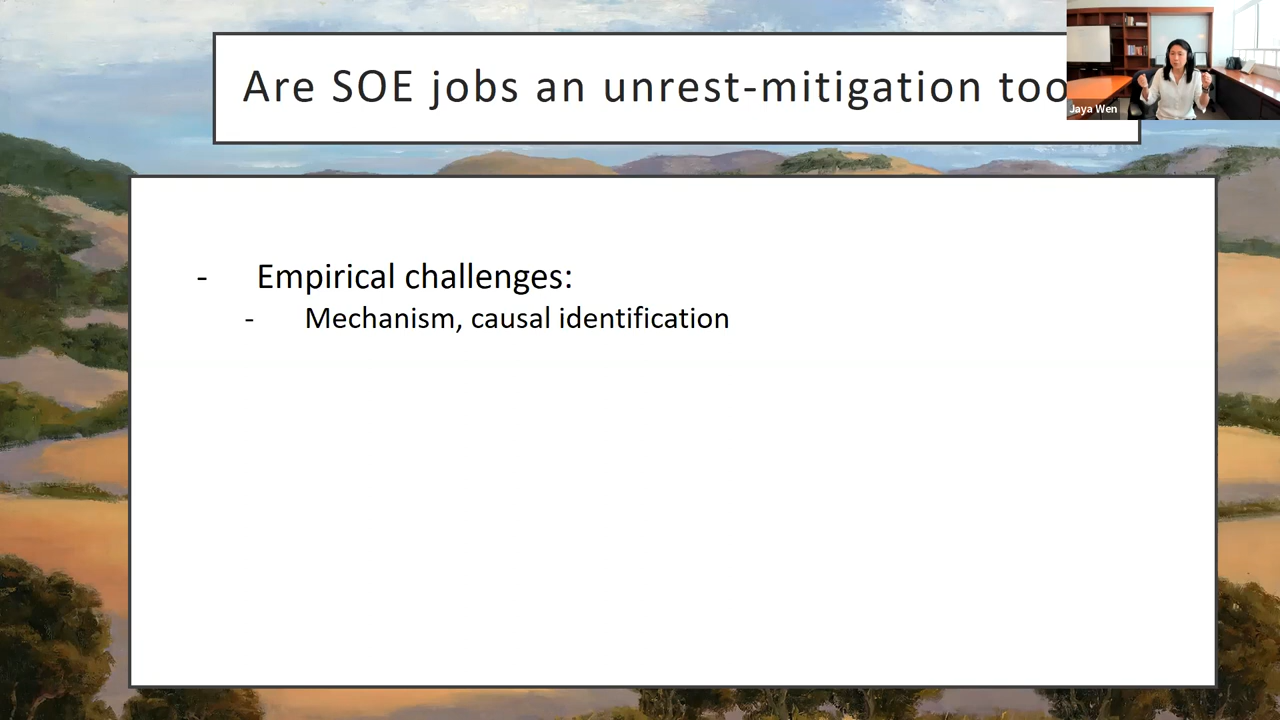 Are SOE jobs an unrest-mitigation too
Jaya Wen
- Empirical challenges:
- Mechanism, causal identification